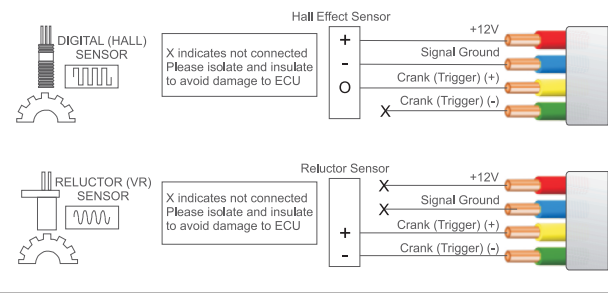 Hall Effect Sensor
DIGITAL (HALL)
SENSOR
X indicates not connected
Please isolate and insulate
to avoid damage to ECU
+
-
O
+12V
Signal Ground
Crank (Trigger) (+)
Crank (Trigger) (-)
X
Reluctor Sensor
RELUCTOR (VR)
SENSOR
X indicates not connected
Please isolate and insulate
to avoid damage to ECU
+
-
X
+12V
X
Signal Ground
Crank (Trigger) (+)
Crank (Trigger) (-)